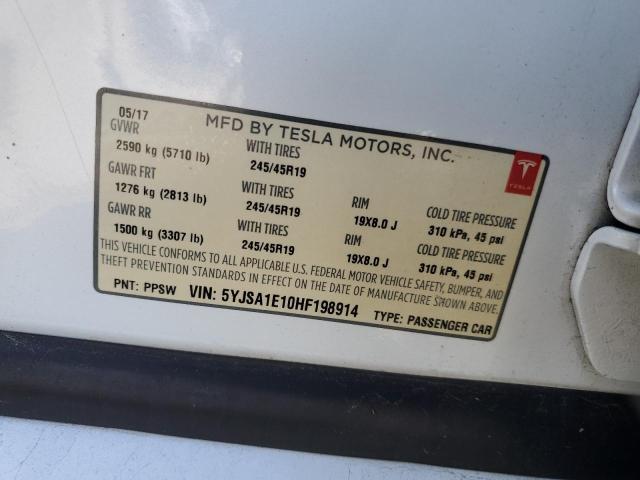 05/17
MFD BY TESLA MOTORS, INC.
GVWR
2590 kg (5710 lb)
WITH TIRES
245/45R19
GAWR FRT
1276 kg (2813 lb)
WITH TIRES
245/45R19
RIM
19X8.0 J
COLD TIRE PRESSURE
310 kPa, 45 psi
GAWR RR
1500 kg (3307 lb)
WITH TIRES
245/45R19
RIM
19X8.0 J
COLD TIRE PRESSURE
310 kPa, 45 psi
TESLA
THIS VEHICLE CONFORMS TO ALL APPLICABLE U.S. FEDERAL MOTOR VEHICLE SAFETY, BUMPER, AND
THEFT PREVENTION STANDARDS IN EFFECT ON THE DATE OF MANUFACTURE SHOWN ABOVE.
PNT: PPSW VIN: 5YJSA1E10HF198914 TYPE: PASSENGER CAR